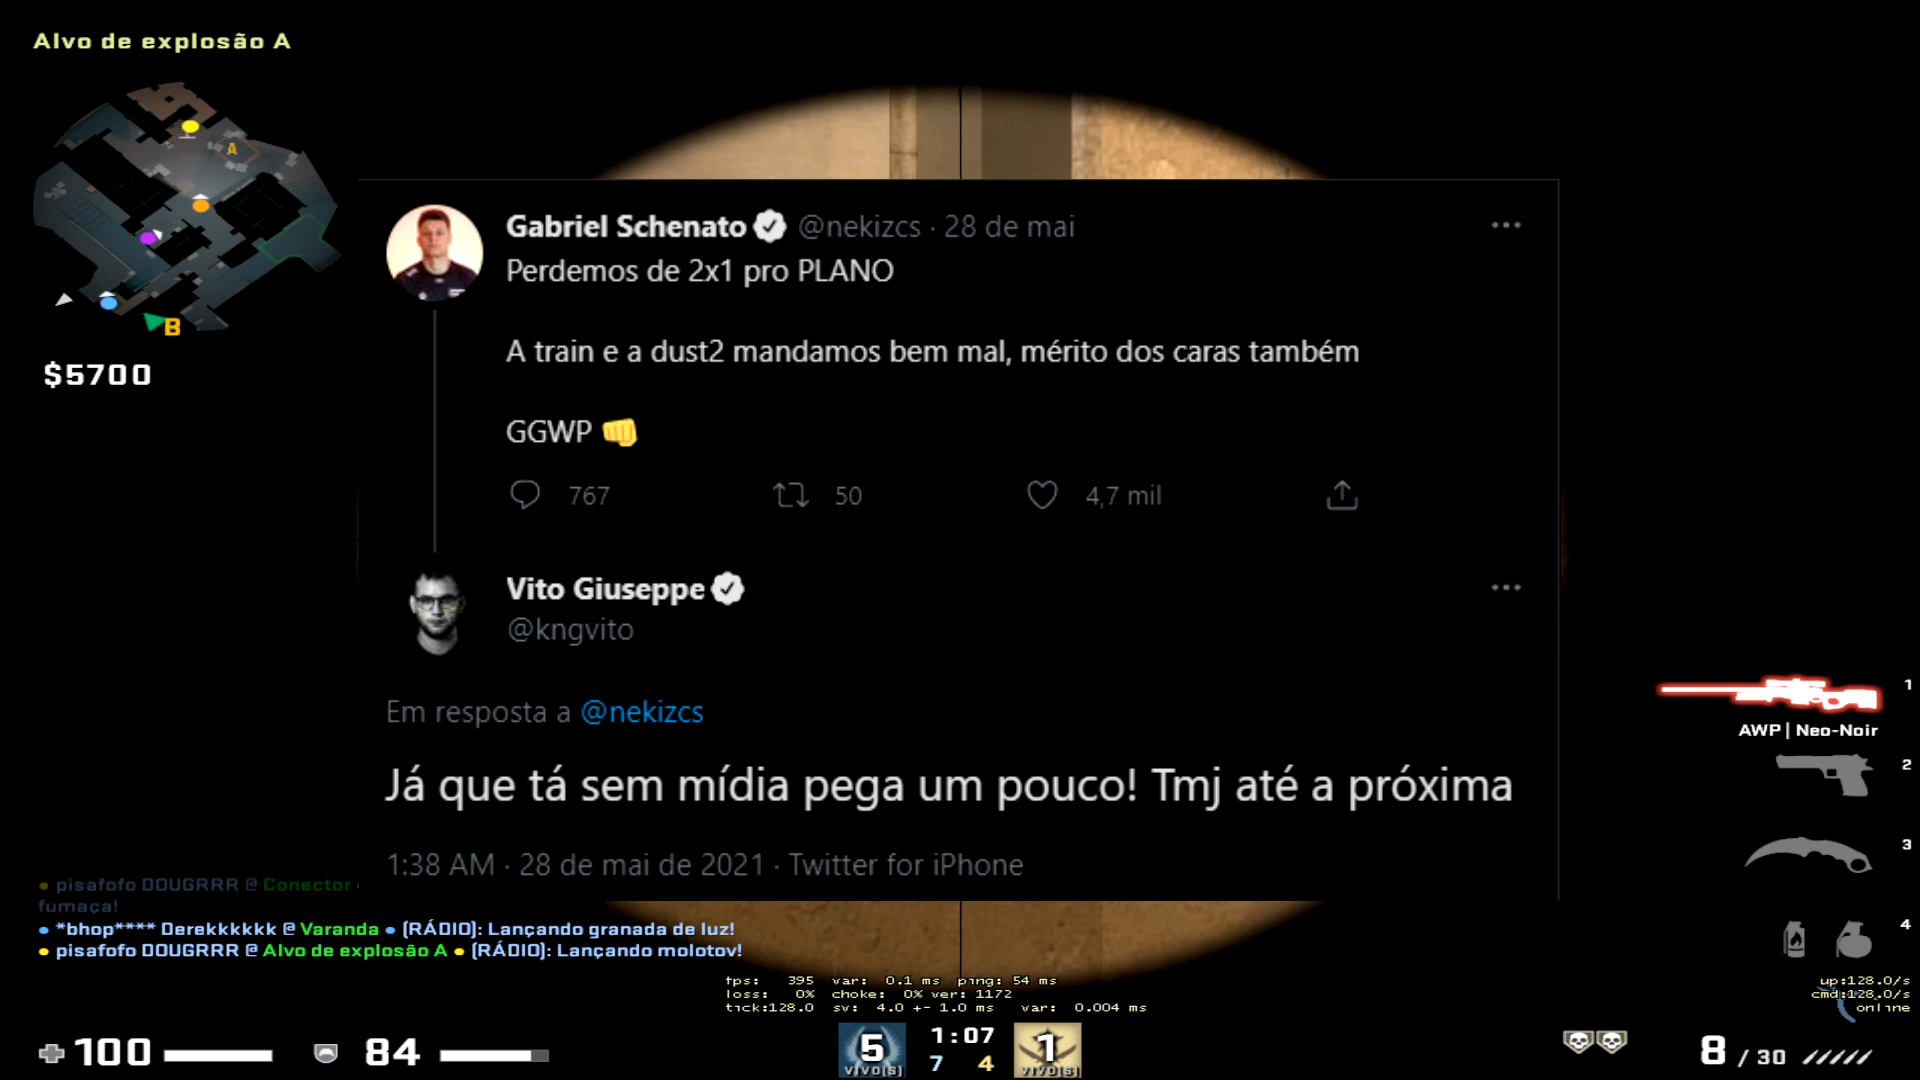 Alvo de explosão A
A
B
$5700
Gabriel Schenato @nekizcs · 28 de mai
Perdemos de 2x1 pro PLANO
A train e a dust2 mandamos bem mal, mérito dos caras também
GGWP 👊
767 50 4,7 mil
Vito Giuseppe
@kngvito
Em resposta a @nekizcs
Já que tá sem mídia pega um pouco! Tmj até a próxima
1:38 AM · 28 de mai de 2021 · Twitter for iPhone
1
AWP | Neo-Noir
2
3
4
• pisafofo DOUGRRR @ Conector •
fumaça!
• *bhop**** Derekkkkkk @ Varanda • (RÁDIO): Lançando granada de luz!
• pisafofo DOUGRRR @ Alvo de explosão A • (RÁDIO): Lançando molotov!
fps: 395 var: 0.1 ms ping: 54 ms
loss: 0% choke: 0% ver: 1172
tick:128.0 sv: 4.0 +- 1.0 ms var: 0.004 ms
up:128.0/s
cmd:128.0/s
online
100
84
5
VIVO(S)
1:07
7 4
1
VIVO(S)
8 / 30